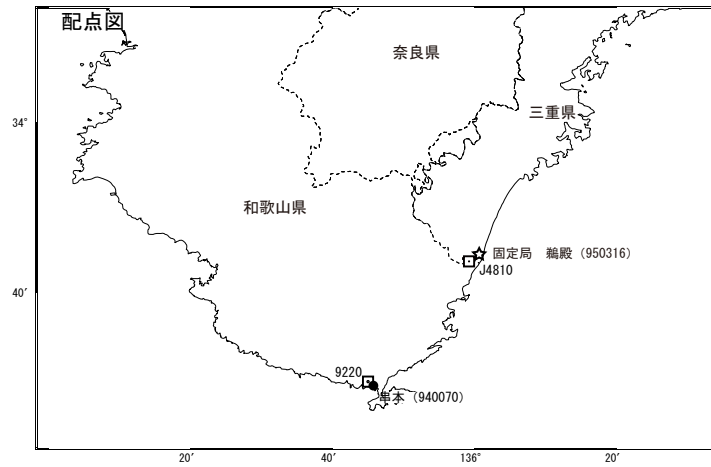 配点図
奈良県
34°
三重県
和歌山県
固定局　鵜殿（950316）
J4810
40′
9220
串本（940070）
20′
40′
136°
20′